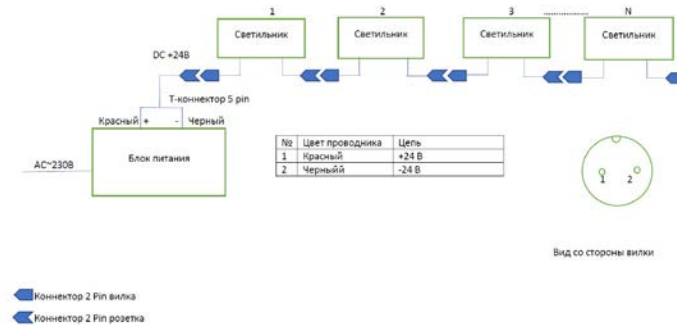 1 2 3 ............... N
Светильник Светильник Светильник Светильник
DC +24В
Т-коннектор 5 pin
Красный + - Черный
Блок питания
AC~230В
№ Цвет проводника Цепь
1 Красный +24 В
2 Черныйй -24 В
1 2
Вид со стороны вилки
Коннектор 2 Pin вилка
Коннектор 2 Pin розетка